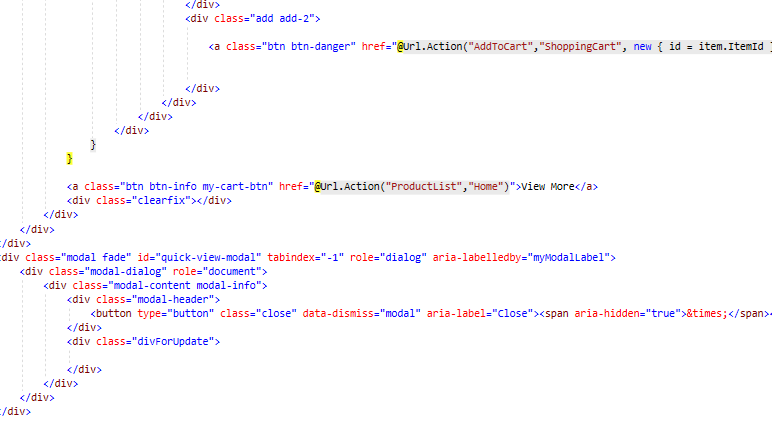 </div>
<div class="add add-2">
<a class="btn btn-danger" href="@Url.Action("AddToCart","ShoppingCart", new { id = item.ItemId }
</div>
</div>
</div>
</div>
}
}
<a class="btn btn-info my-cart-btn" href="@Url.Action("ProductList","Home")">View More</a>
<div class="clearfix"></div>
</div>
</div>
</div>
div class="modal fade" id="quick-view-modal" tabindex="-1" role="dialog" aria-labelledby="myModalLabel">
<div class="modal-dialog" role="document">
<div class="modal-content modal-info">
<div class="modal-header">
<button type="button" class="close" data-dismiss="modal" aria-label="Close"><span aria-hidden="true">&times;</span><
</div>
<div class="divForUpdate">
</div>
</div>
</div>
</div>